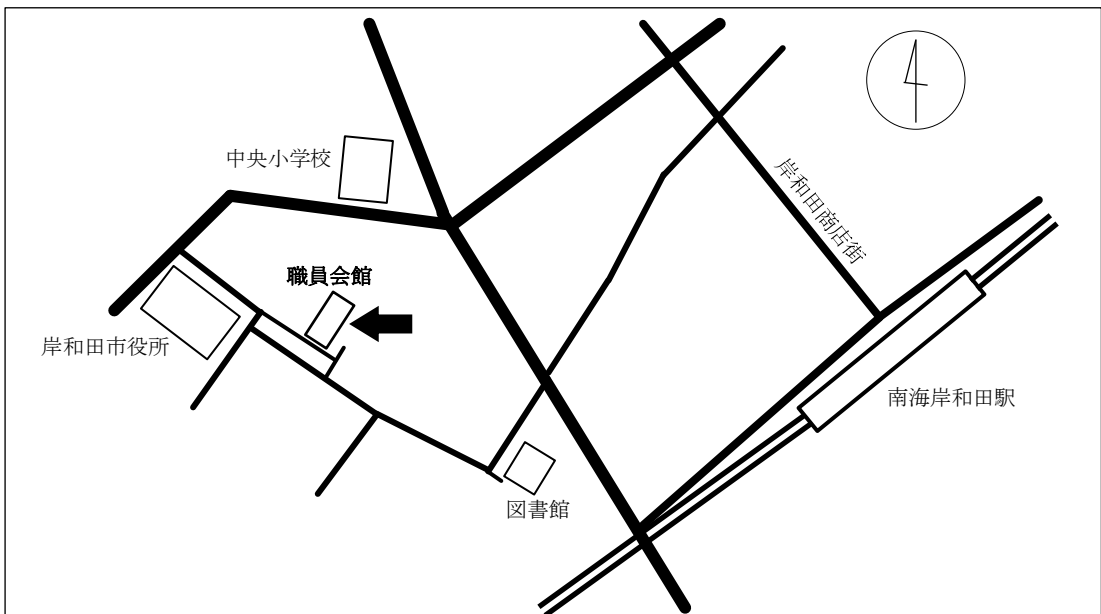 中央小学校
岸和田商店街
職員会館
岸和田市役所
南海岸和田駅
図書館